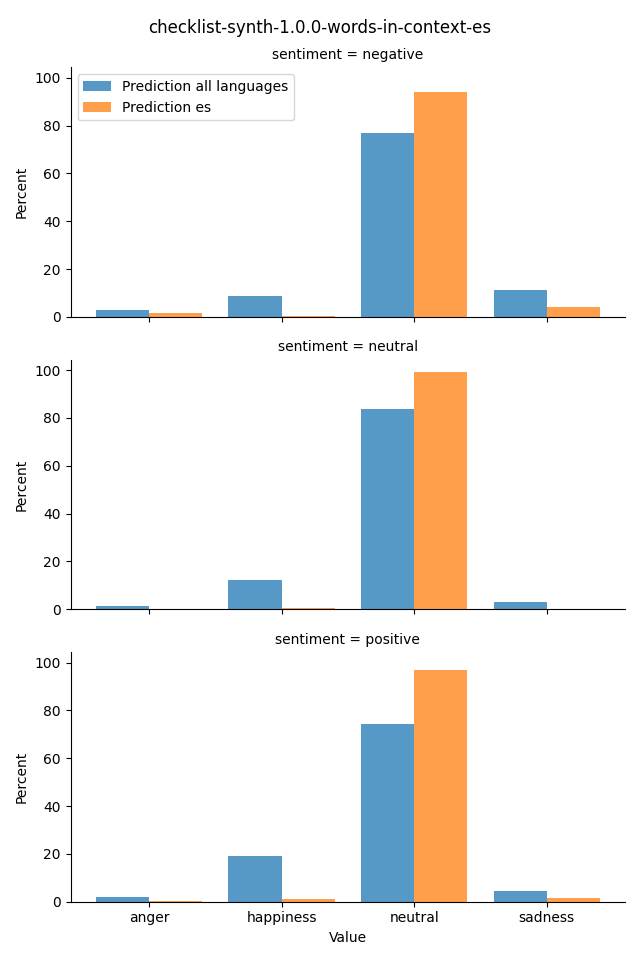 checklist-synth-1.0.0-words-in-context-es
sentiment = negative
100
80
60
40
20
0
Percent
Prediction all languages
Prediction es
sentiment = neutral
100
80
60
40
20
0
Percent
sentiment = positive
100
80
60
40
20
0
Percent
anger happiness neutral sadness
Value